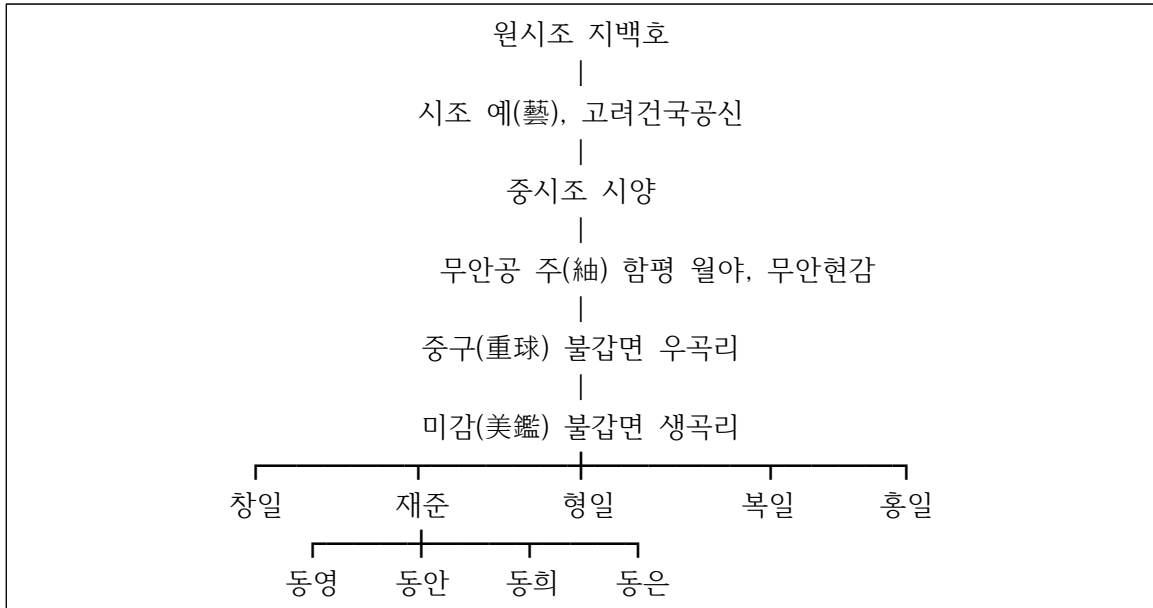 원시조 지백호
시조 예(藝), 고려건국공신
중시조 시양
무안공 주(紬) 함평 월야, 무안현감
중구(重球) 불갑면 우곡리
미감(美鑑) 불갑면 생곡리
창일 재준 형일 복일 홍일
동영 동안 동희 동은